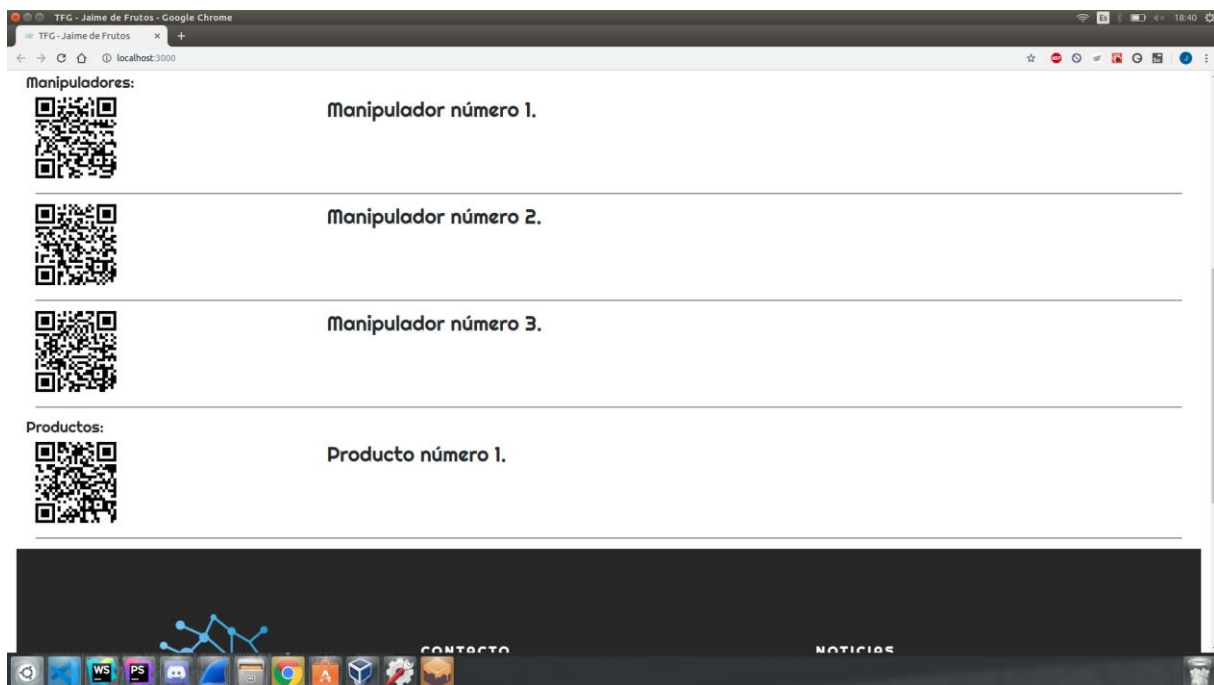 TFG - Jaime de Frutos - Google Chrome
Es
18:40
TFG - Jaime de Frutos
localhost:3000
Manipuladores:
Manipulador número 1.
Manipulador número 2.
Manipulador número 3.
Productos:
Producto número 1.
CONTACTO
NOTICIAS
WS
PS